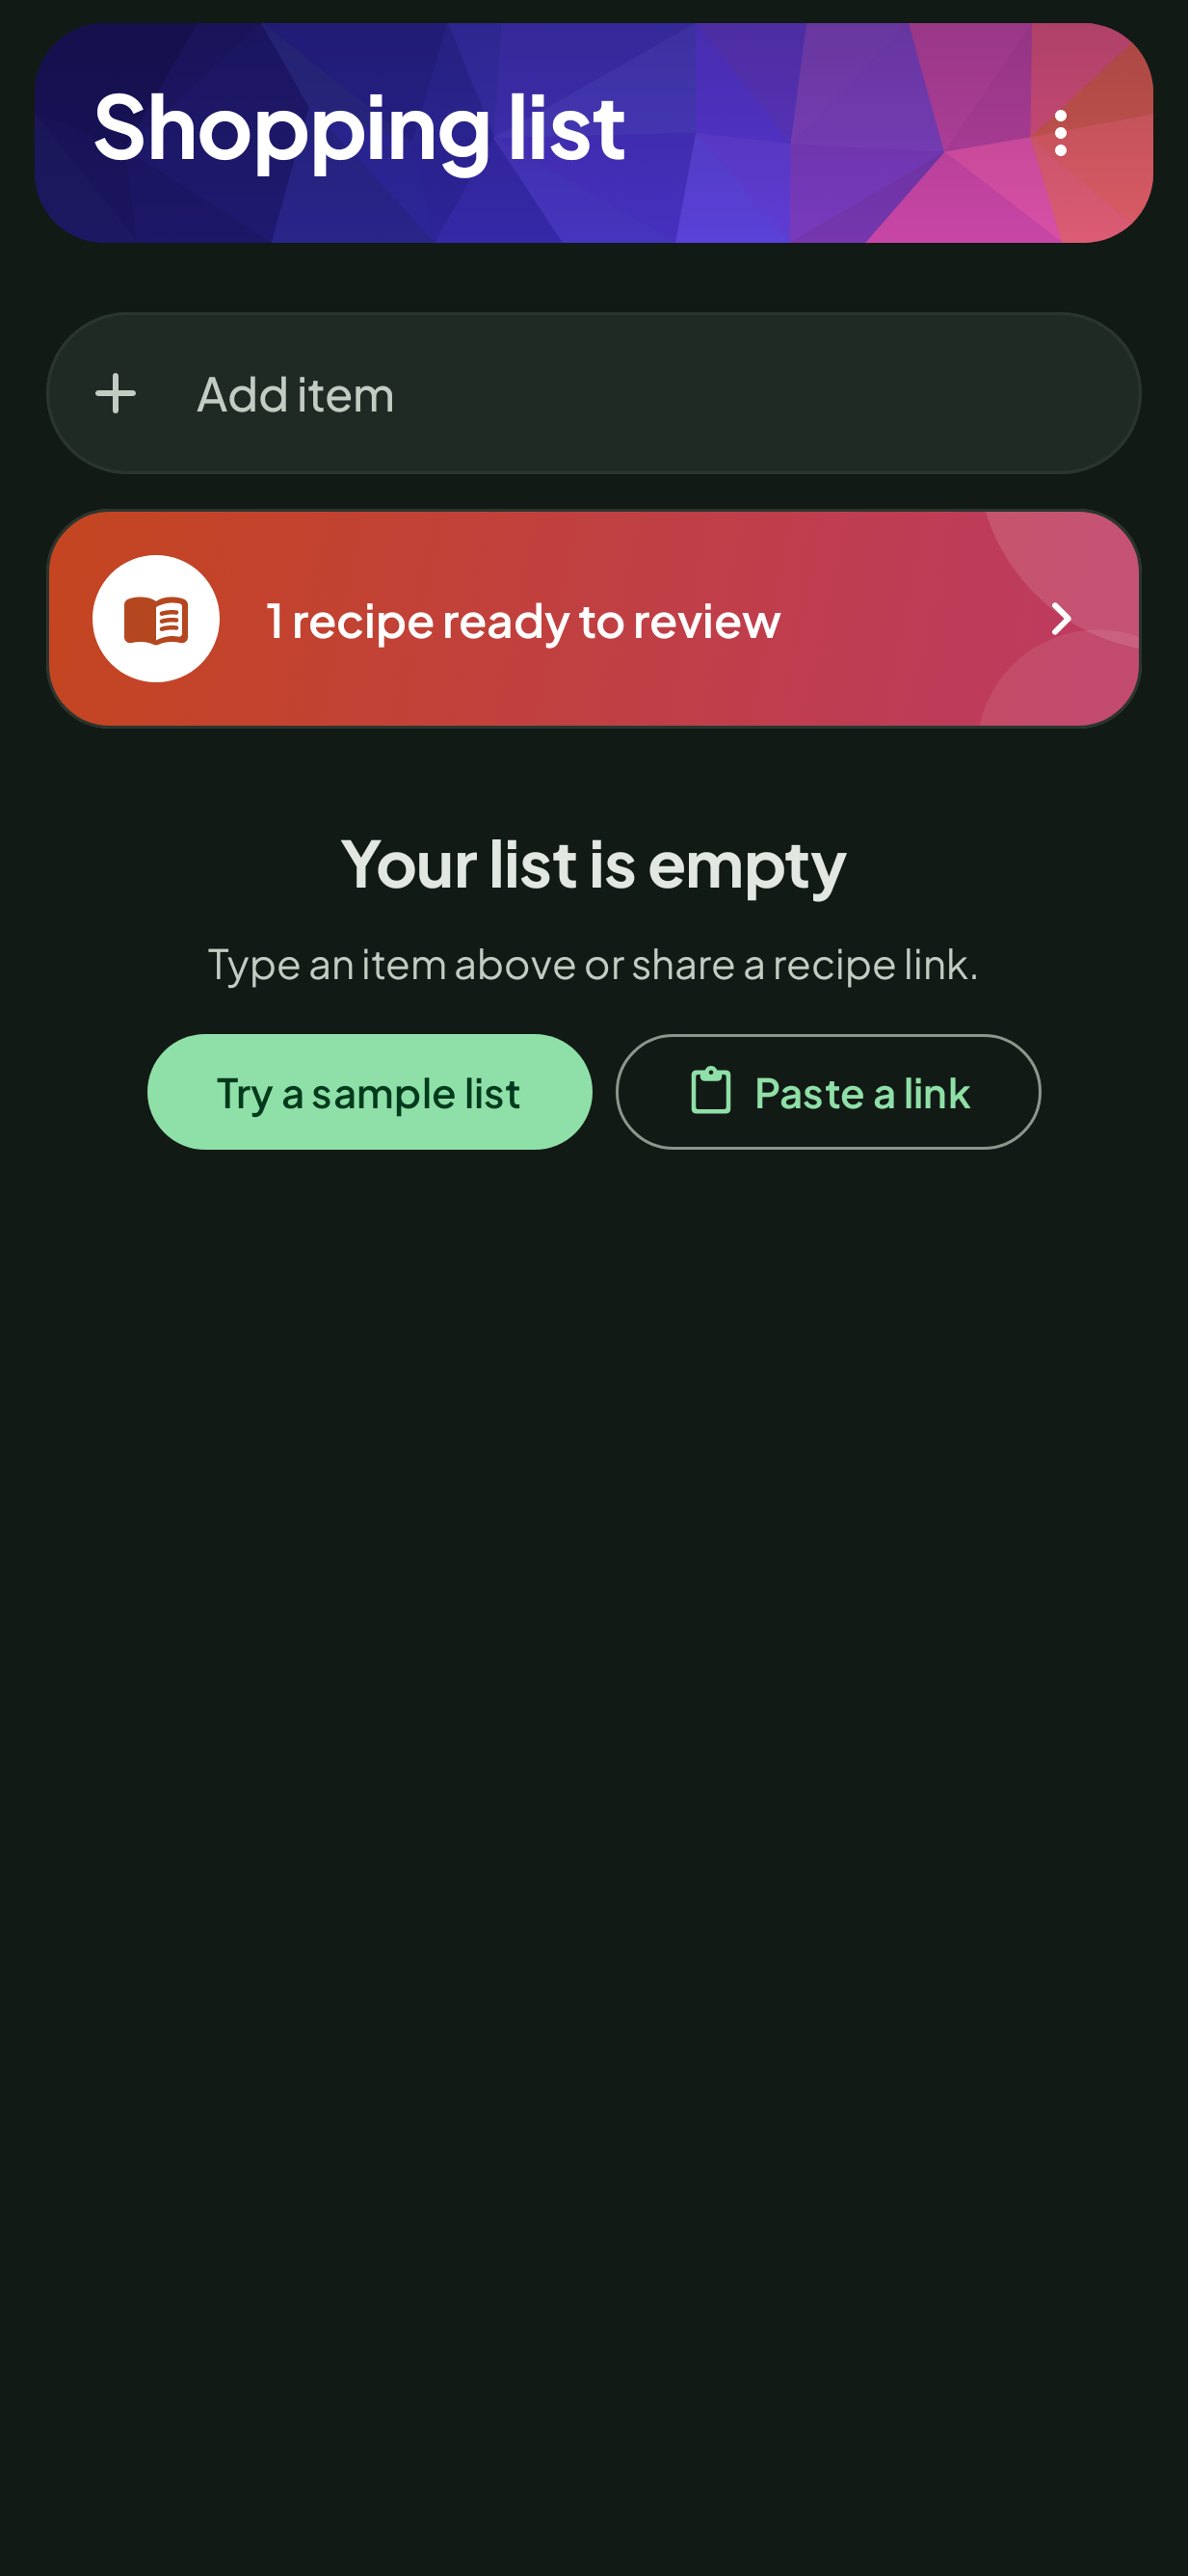 Shopping list
Add item
1 recipe ready to review
Your list is empty
Type an item above or share a recipe link.
Try a sample list
Paste a link